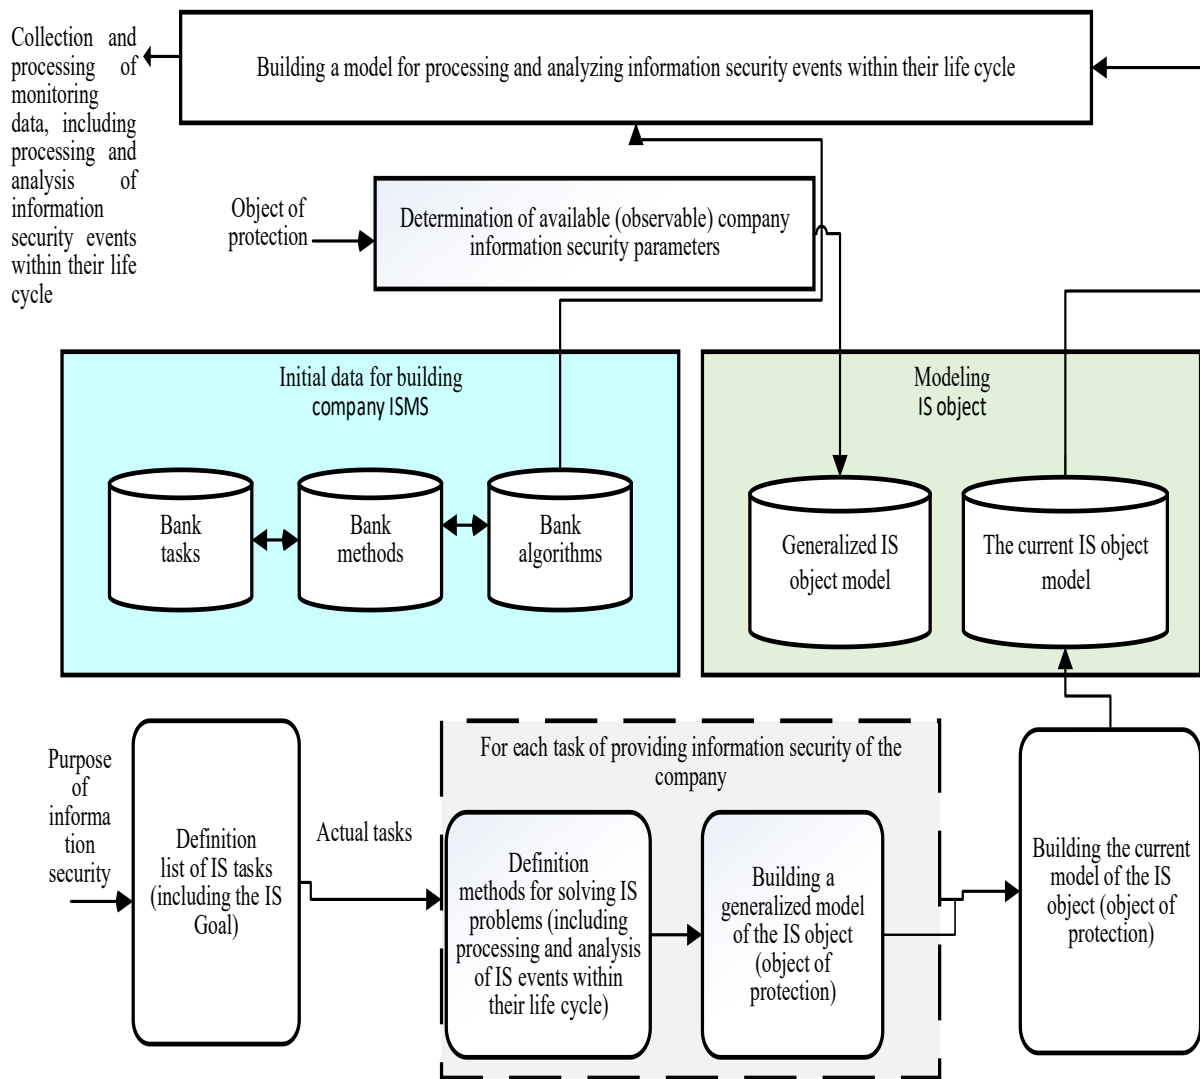 Collection and
processing of
monitoring
data, including
processing and
analysis of
information
security events
within their life
cycle
Building a model for processing and analyzing information security events within their life cycle
Object of
protection
Determination of available (observable) company
information security parameters
Initial data for building
company ISMS
Bank
tasks
Bank
methods
Bank
algorithms
Modeling
IS object
Generalized IS
object model
The current IS object
model
Purpose
of
informa
tion
security
Definition
list of IS tasks
(including the IS
Goal)
Actual tasks
For each task of providing information security of the
company
Definition
methods for solving IS
problems (including
processing and analysis
of IS events within
their life cycle)
Building a
generalized model
of the IS object
(object of
protection)
Building the current
model of the IS
object (object of
protection)